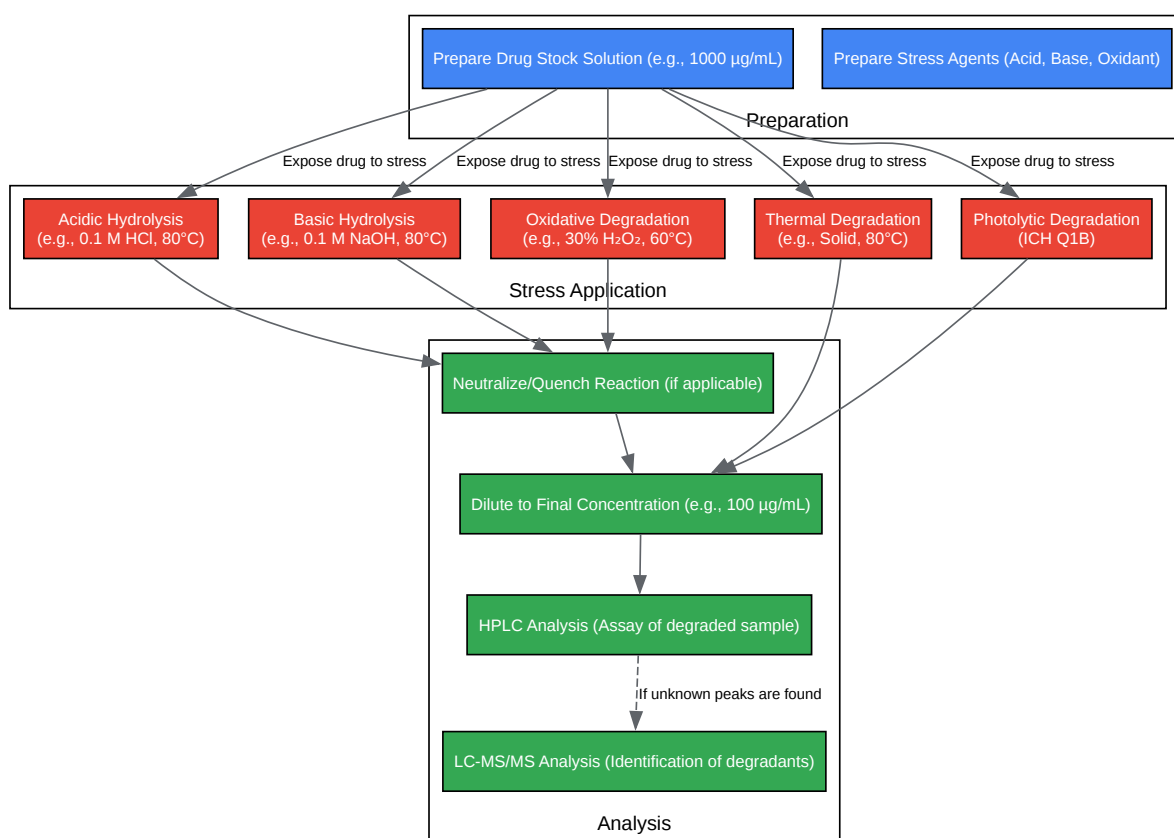 Prepare Drug Stock Solution (e.g., 1000 µg/mL)
Prepare Stress Agents (Acid, Base, Oxidant)
Preparation
Expose drug to stress
Expose drug to stress
Expose drug to stress
Expose drug to stress
Expose drug to stress
Acidic Hydrolysis
(e.g., 0.1 M HCl, 80°C)
Basic Hydrolysis
(e.g., 0.1 M NaOH, 80°C)
Oxidative Degradation
(e.g., 30% H₂O₂, 60°C)
Thermal Degradation
(e.g., Solid, 80°C)
Photolytic Degradation
(ICH Q1B)
Stress Application
Neutralize/Quench Reaction (if applicable)
Dilute to Final Concentration (e.g., 100 µg/mL)
HPLC Analysis (Assay of degraded sample)
If unknown peaks are found
LC-MS/MS Analysis (Identification of degradants)
Analysis